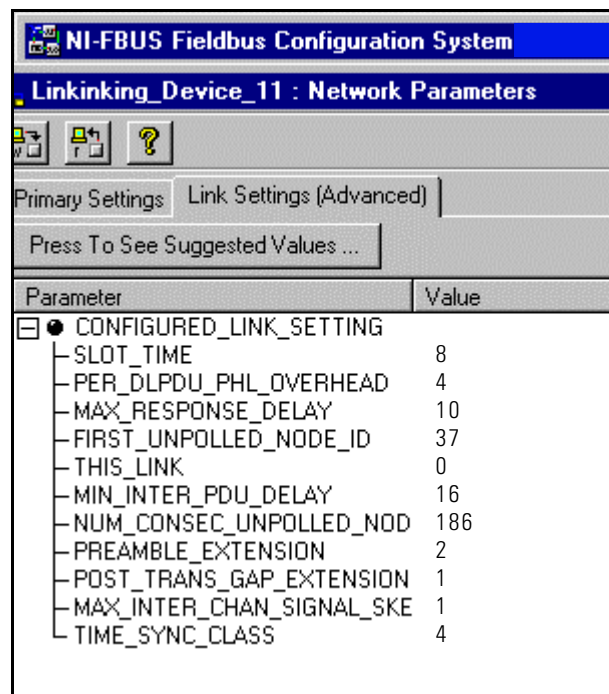 NI-FBUS Fieldbus Configuration System
Linkinking_Device_11 : Network Parameters
w r ?
Primary Settings Link Settings (Advanced)
Press To See Suggested Values ...
Parameter Value
CONFIGURED_LINK_SETTING
SLOT_TIME 8
PER_DLPDU_PHL_OVERHEAD 4
MAX_RESPONSE_DELAY 10
FIRST_UNPOLLED_NODE_ID 37
THIS_LINK 0
MIN_INTER_PDU_DELAY 16
NUM_CONSEC_UNPOLLED_NOD 186
PREAMBLE_EXTENSION 2
POST_TRANS_GAP_EXTENSION 1
MAX_INTER_CHAN_SIGNAL_SKE 1
TIME_SYNC_CLASS 4